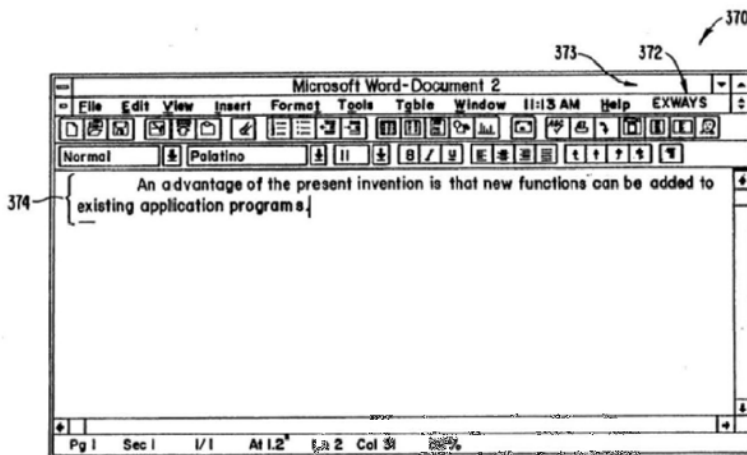 370
373 372
Microsoft Word-Document 2
File Edit View Insert Format Tools Table Window 11:13 AM Help EXWAYS
ABC
Normal Palatino 11 B I U
374
An advantage of the present invention is that new functions can be added to
existing application programs.
Pg 1 Sec 1 1/1 At 1.2" Ln 2 Col 31